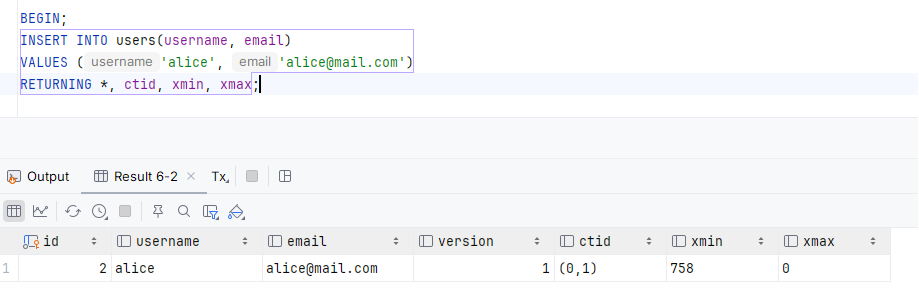 BEGIN;
INSERT INTO users(username, email)
VALUES ( username 'alice', email 'alice@mail.com')
RETURNING *, ctid, xmin, xmax;
Output Result 6-2 × Tx
id username email version ctid xmin xmax
1 2 alice alice@mail.com 1 (0,1) 758 0